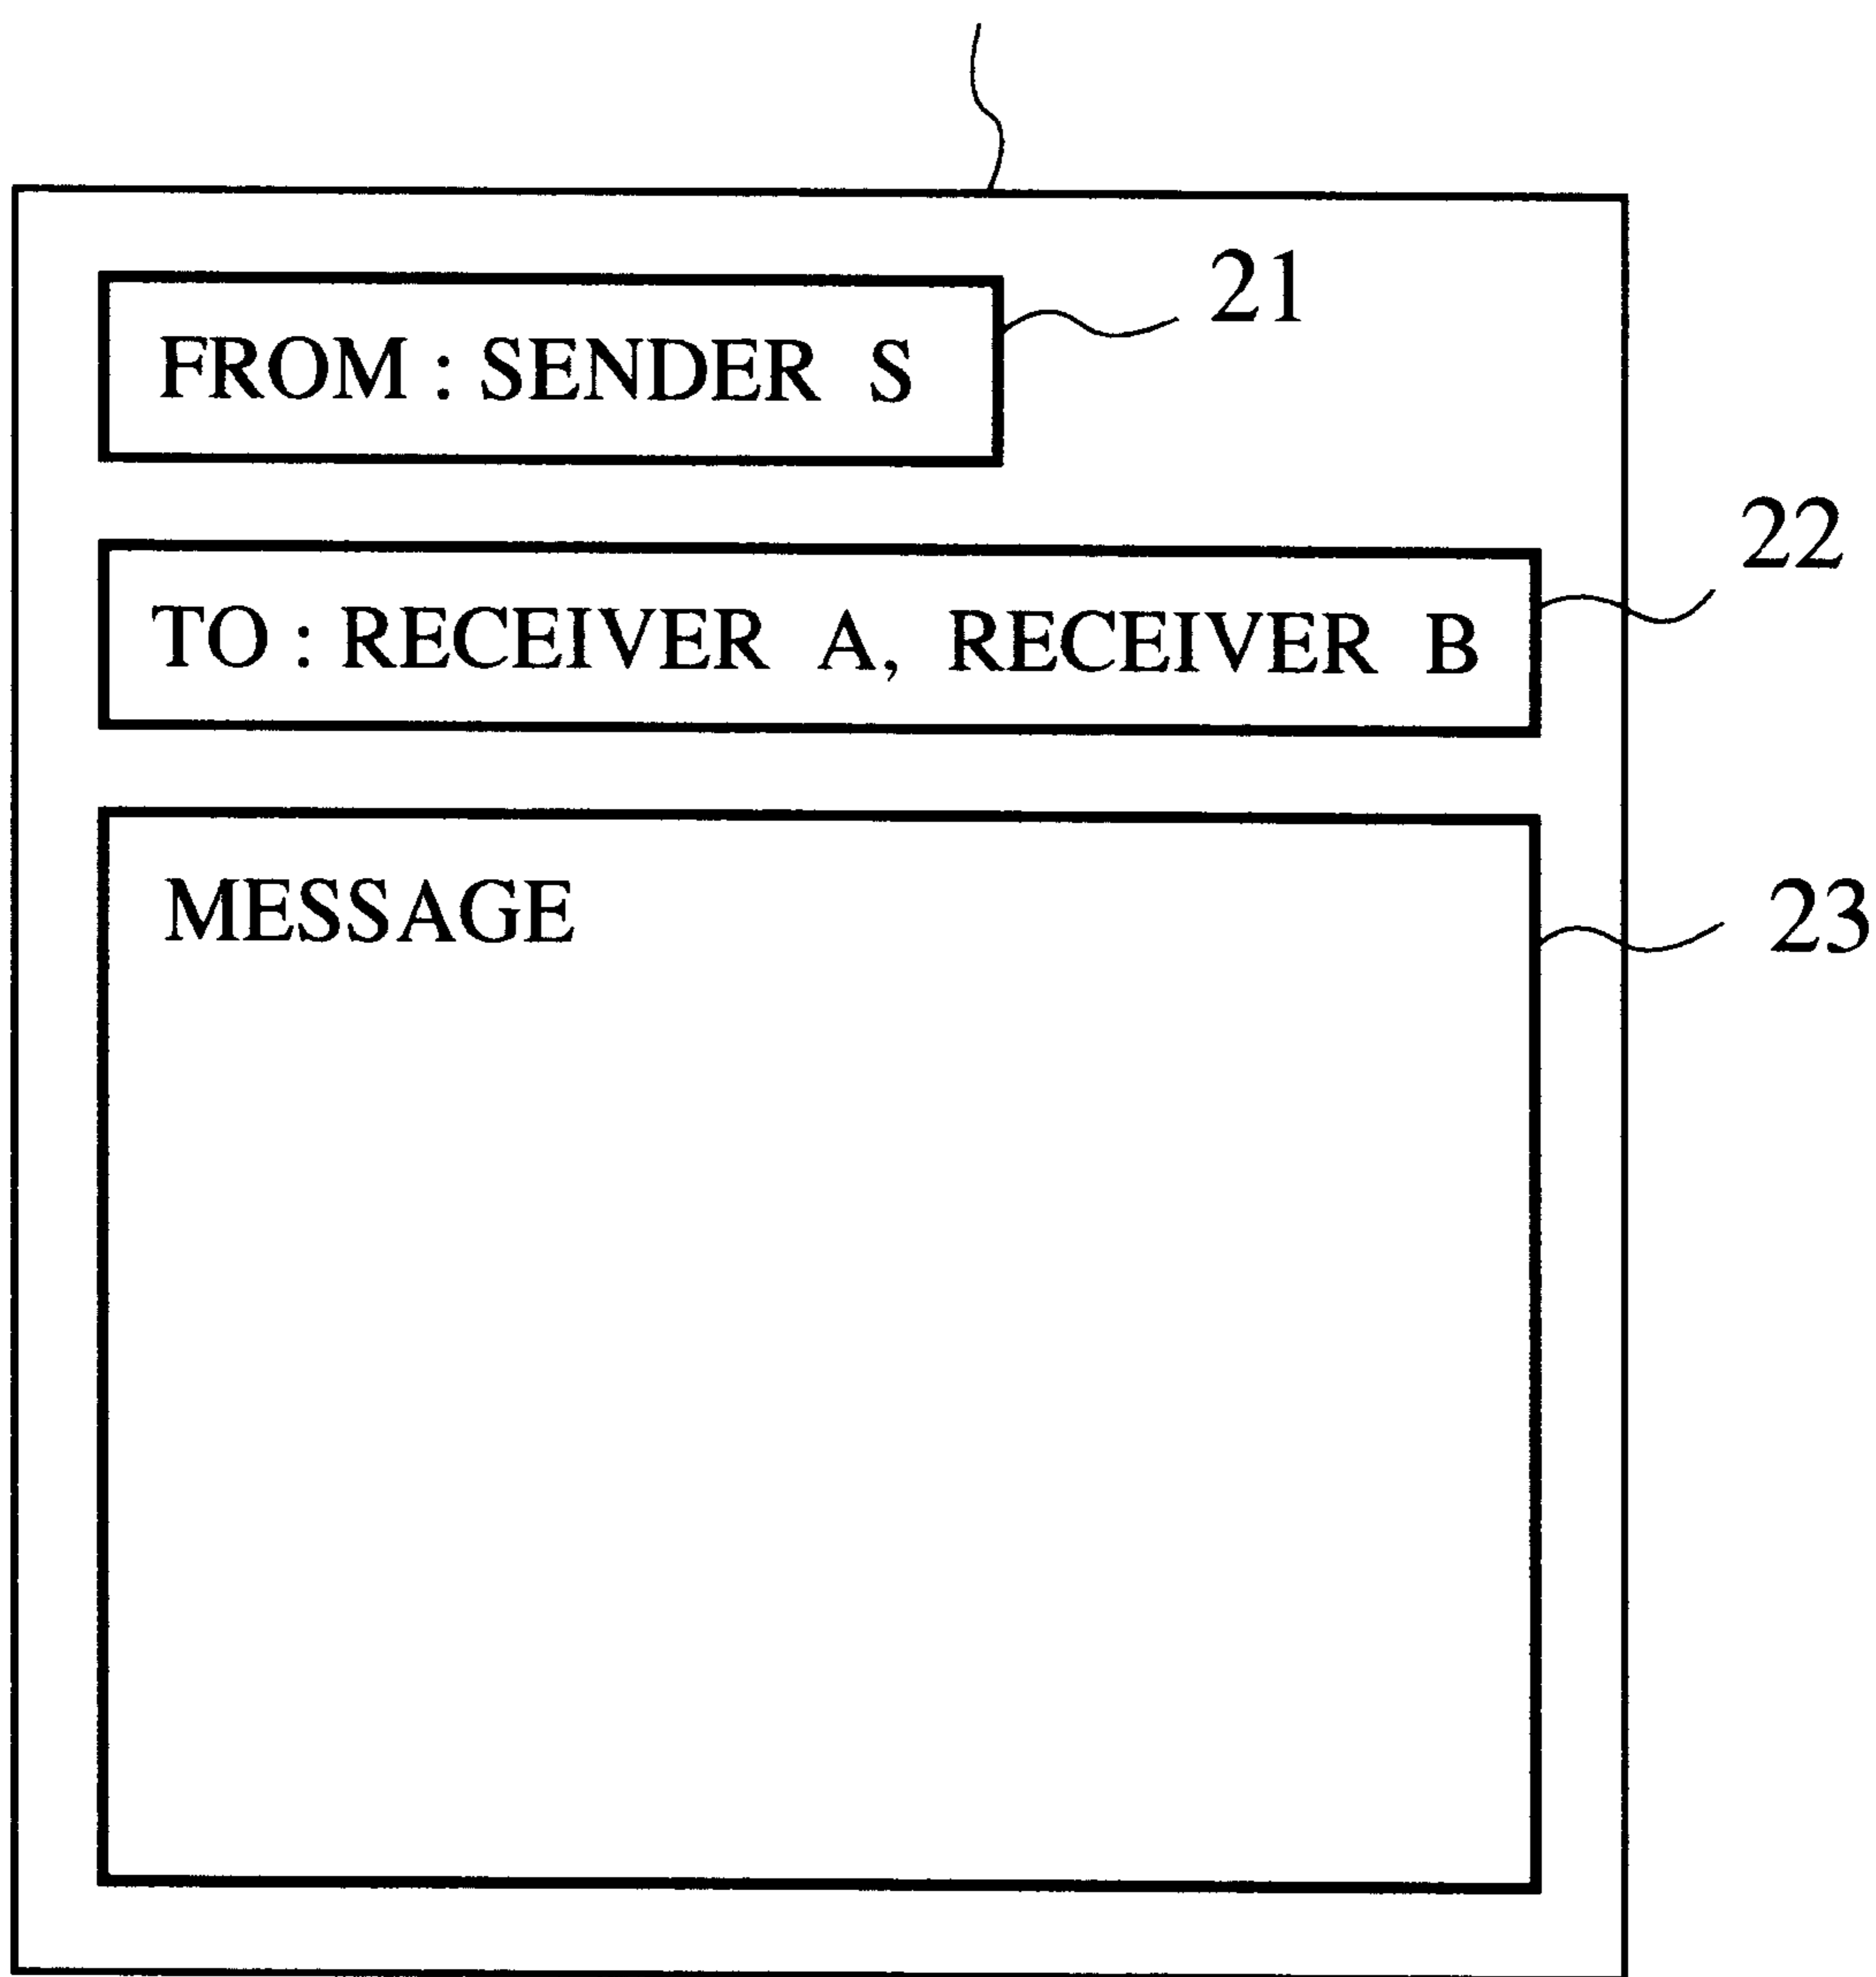 21
FROM : SENDER S
22
TO : RECEIVER A, RECEIVER B
MESSAGE
23